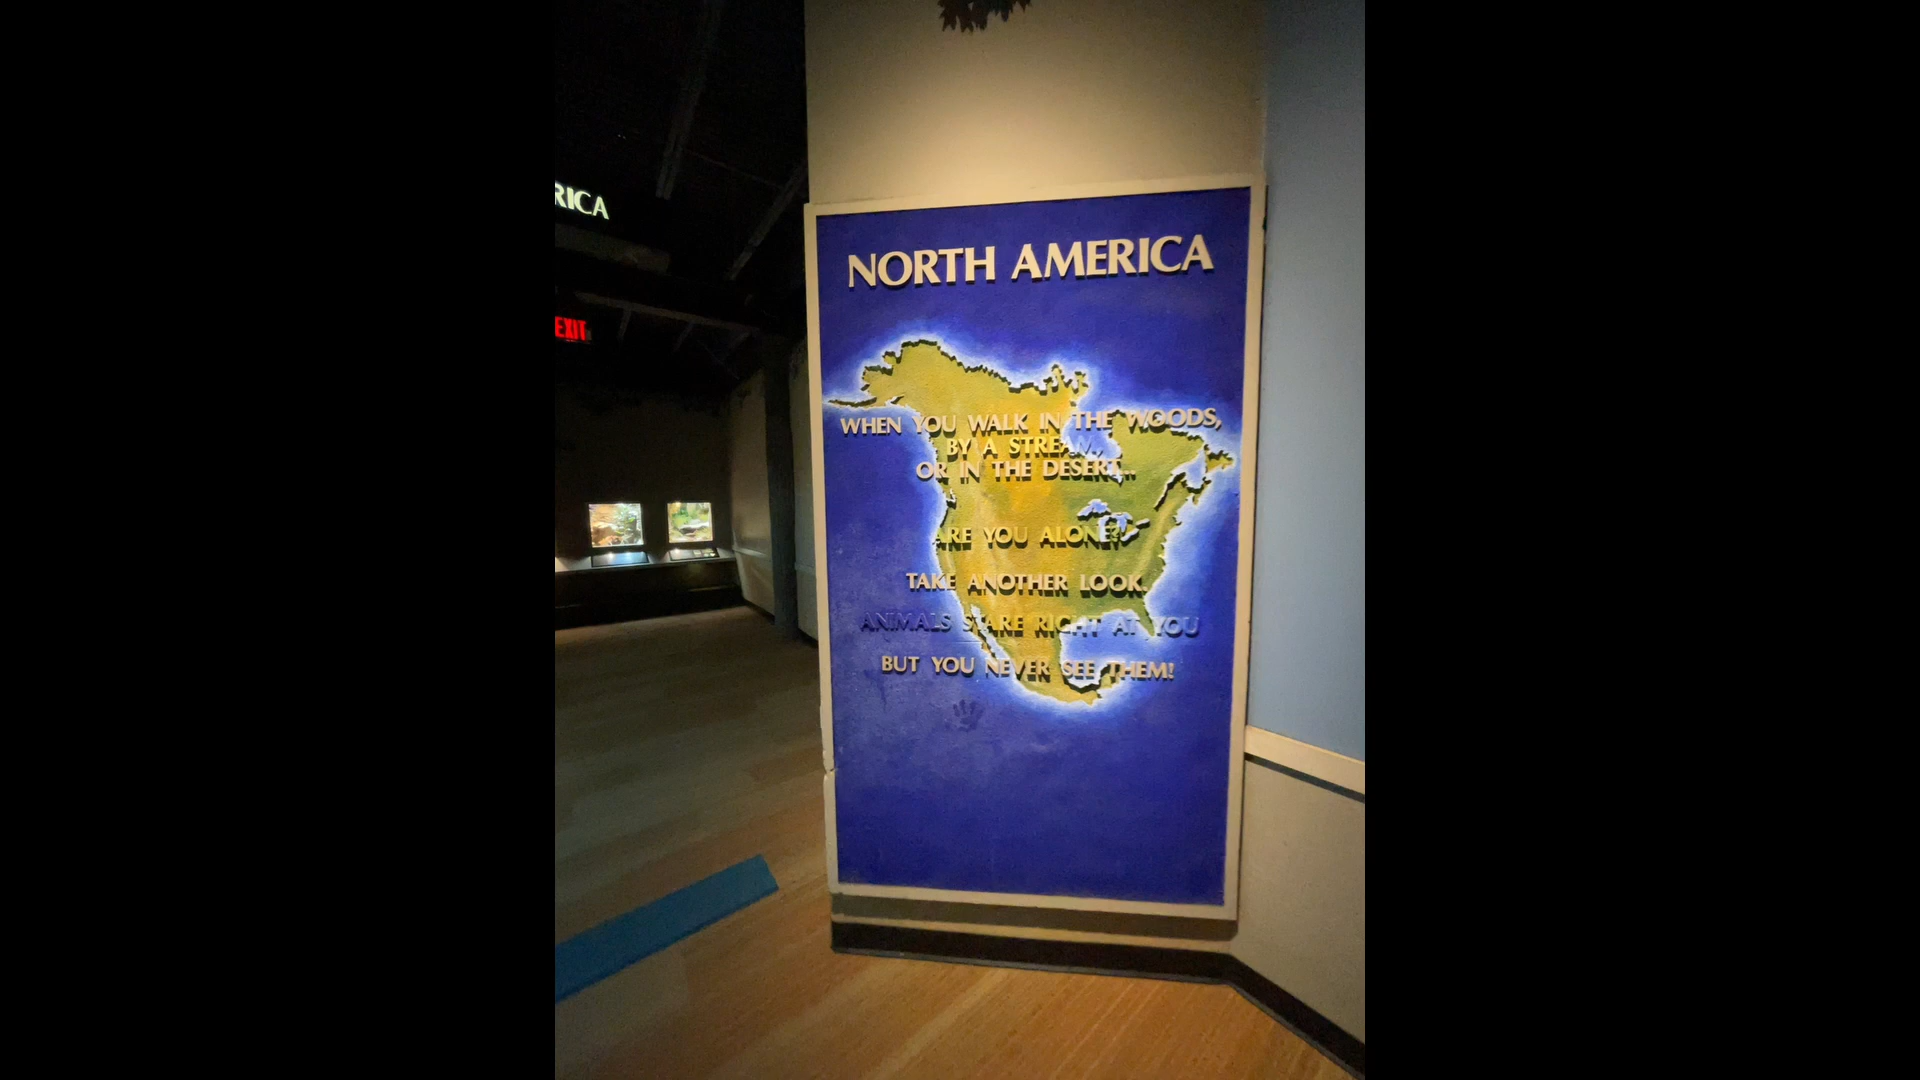 RICA
EXIT
NORTH AMERICA
WHEN YOU WALK IN THE WOODS,
BY A STREAM,
OR IN THE DESERT...
ARE YOU ALONE?
TAKE ANOTHER LOOK.
ANIMALS STARE RIGHT AT YOU
BUT YOU NEVER SEE THEM!